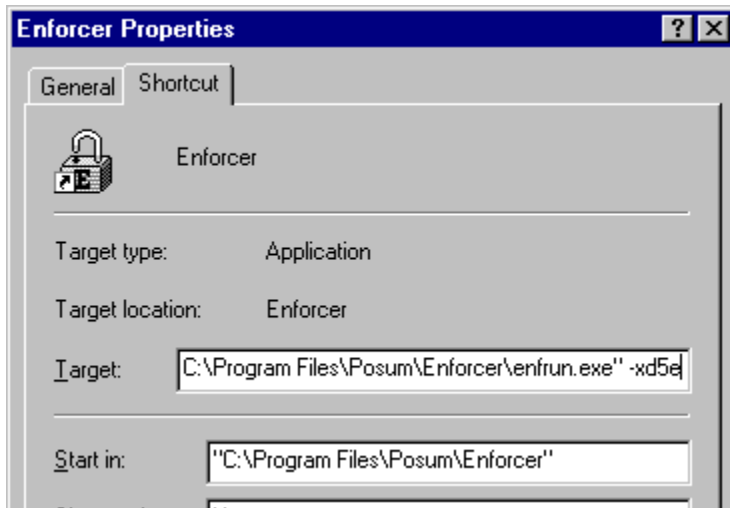 Enforcer Properties
General Shortcut
E
Enforcer
Target type: Application
Target location: Enforcer
Target: C:\Program Files\Posum\Enforcer\enfrun.exe" -xd5e
Start in: "C:\Program Files\Posum\Enforcer"